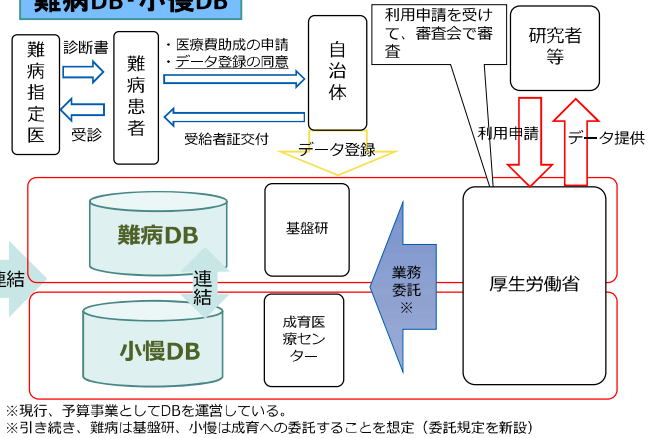 難病DB・小慢DB
難病指定医
診断書
受診
難病患者
・医療費助成の申請
・データ登録の同意
受給者証交付
自治体
データ登録
利用申請を受け
て、審査会で審
査
研究者
等
利用申請
データ提供
連結
難病DB
連結
小慢DB
基盤研
成育医
療セン
ター
業務
委託
※
厚生労働省
※現行、予算事業としてDBを運営している。
※引き続き、難病は基盤研、小慢は成育への委託することを想定（委託規定を新設）